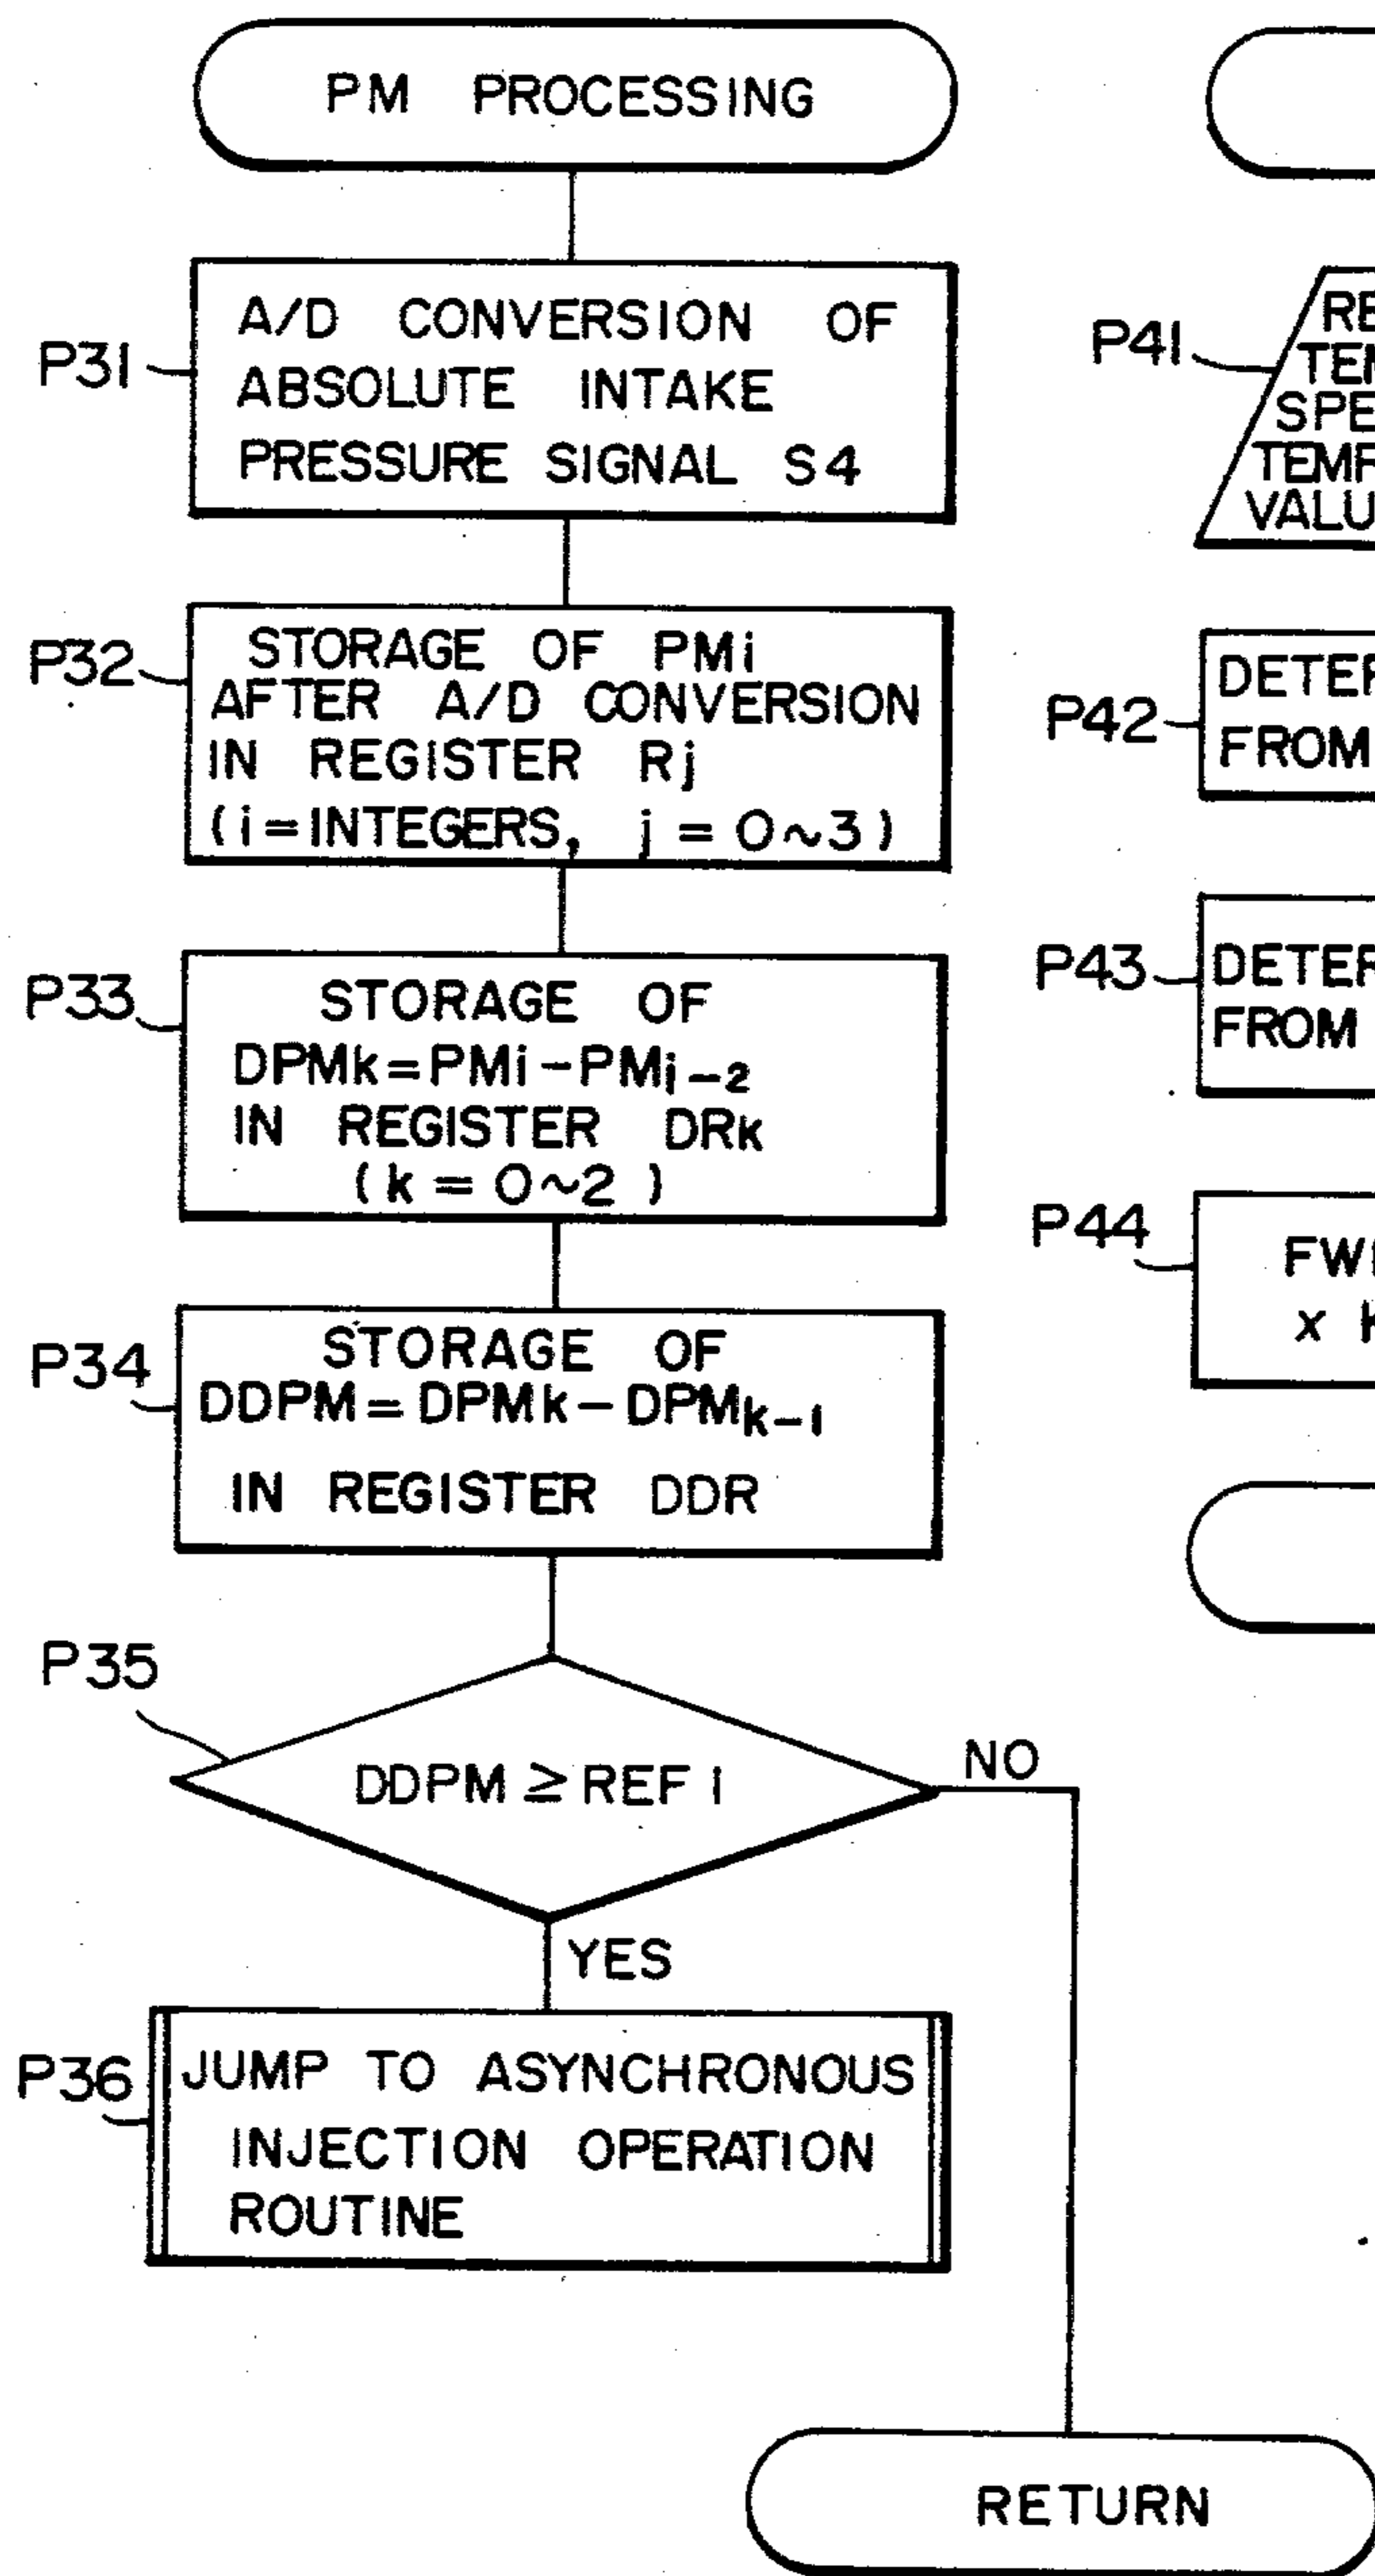 PM PROCESSING
P31
A/D CONVERSION OF
ABSOLUTE INTAKE
PRESSURE SIGNAL S4
P32
STORAGE OF PMi
AFTER A/D CONVERSION
IN REGISTER Rj
(i=INTEGERS, j = 0~3)
P33
STORAGE OF
DPMk=PMi-PMi-2
IN REGISTER DRk
(k = 0~2)
P34
STORAGE OF
DDPM=DPMk-DPMk-1
IN REGISTER DDR
P35
DDPM ≥ REF 1
NO
YES
P36
JUMP TO ASYNCHRONOUS
INJECTION OPERATION
ROUTINE
RETURN
P41
P42
FROM
P43
FROM
P44
x